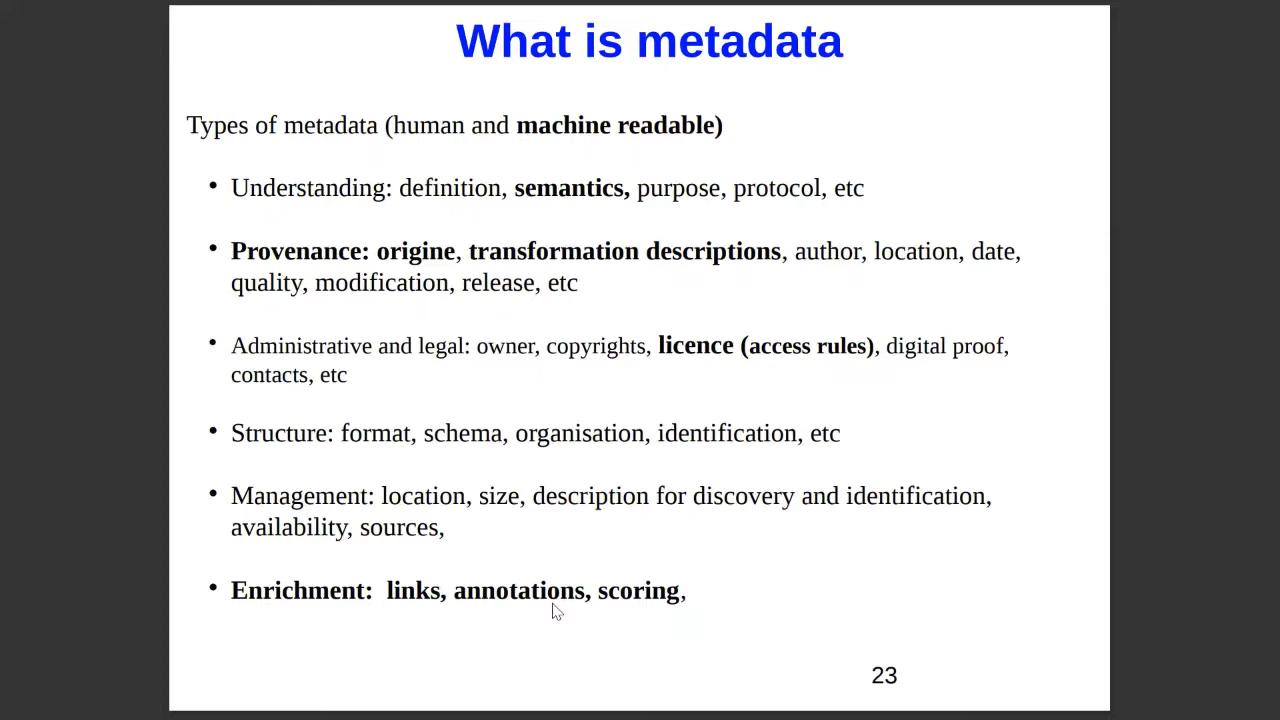 What is metadata
Types of metadata (human and machine readable)
• Understanding: definition, semantics, purpose, protocol, etc
• Provenance: origine, transformation descriptions, author, location, date,
quality, modification, release, etc
• Administrative and legal: owner, copyrights, licence (access rules), digital proof,
contacts, etc
• Structure: format, schema, organisation, identification, etc
• Management: location, size, description for discovery and identification,
availability, sources,
• Enrichment:  links, annotations, scoring,
23